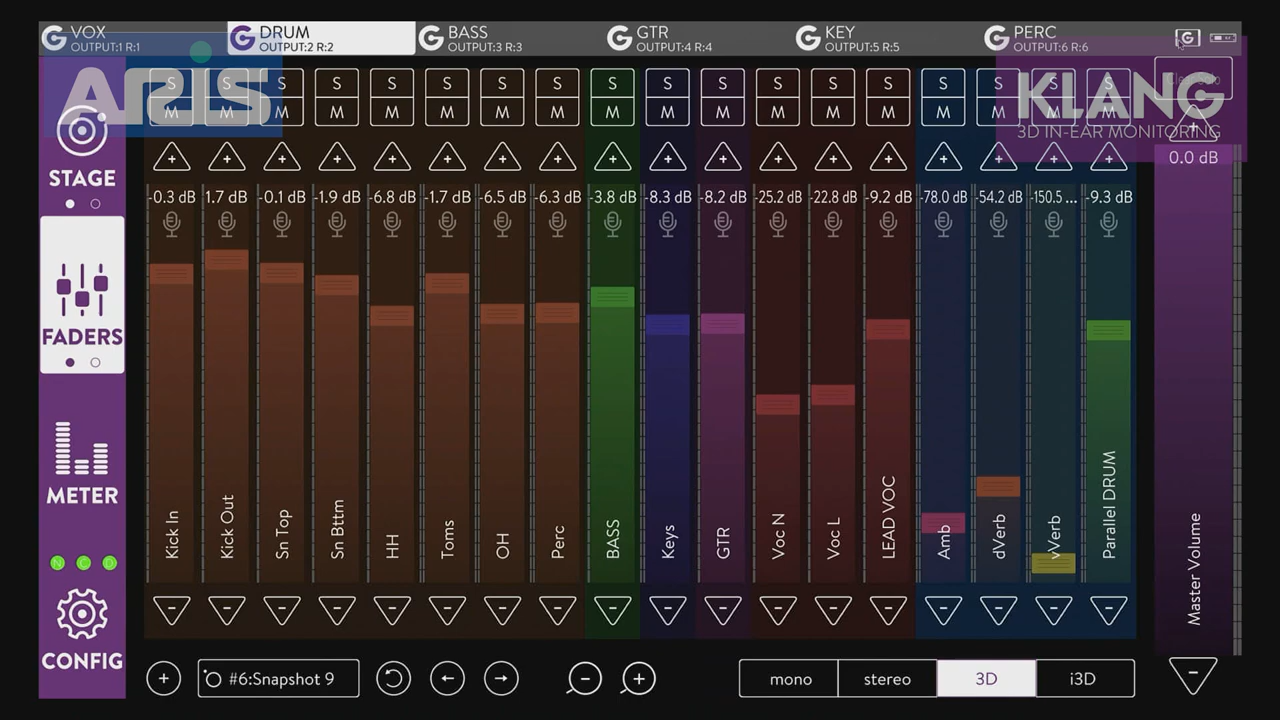 VOX
OUTPUT:1 R:1
DRUM
OUTPUT:2 R:2
BASS
OUTPUT:3 R:3
GTR
OUTPUT:4 R:4
KEY
OUTPUT:5 R:5
PERC
OUTPUT:6 R:6
ARIS
KLANG
3D IN-EAR MONITORING
S S S S S S S S S S S S S S S S S S
M M M M M M M M M M M M M M M M M M
STAGE
FADERS
METER
N C D
CONFIG
-0.3 dB 1.7 dB -0.1 dB -1.9 dB -6.8 dB -1.7 dB -6.5 dB -6.3 dB -3.8 dB -8.3 dB -8.2 dB -25.2 dB -22.8 dB -9.2 dB -78.0 dB -54.2 dB -150.5 ... -9.3 dB
0.0 dB
Kick In
Kick Out
Sn Top
Sn Bttm
HH
Toms
OH
Perc
BASS
Keys
GTR
Voc N
Voc L
LEAD VOC
Amb
dVerb
vVerb
Parallel DRUM
Master Volume
#6:Snapshot 9
mono stereo 3D i3D